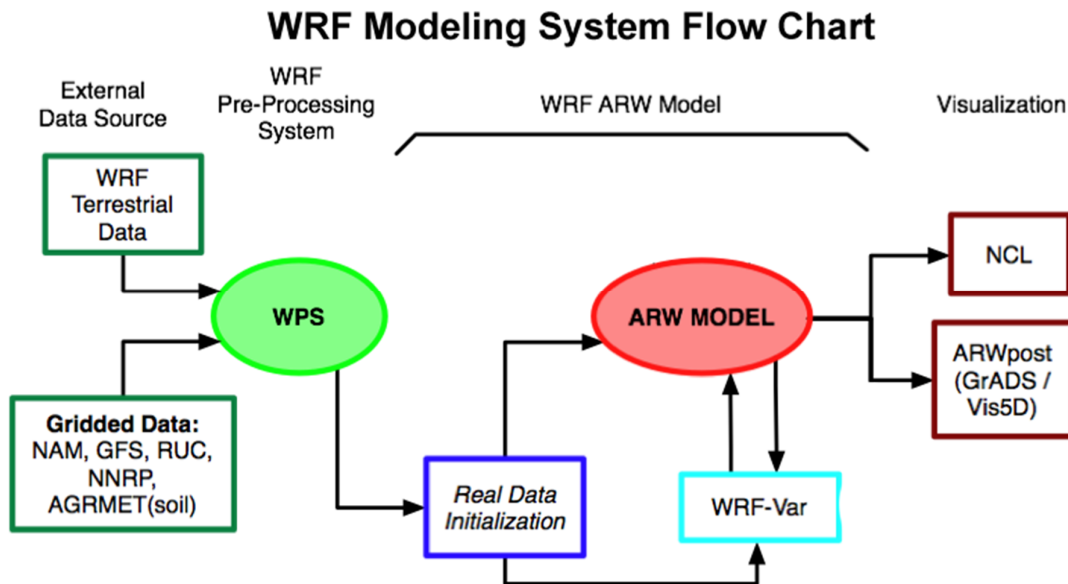 WRF Modeling System Flow Chart
External
Data Source
WRF
Pre-Processing
System
WRF ARW Model
Visualization
WRF
Terrestrial
Data
WPS
ARW MODEL
NCL
ARWpost
(GrADS /
Vis5D)
Gridded Data:
NAM, GFS, RUC,
NNRP,
AGRMET(soil)
Real Data
Initialization
WRF-Var